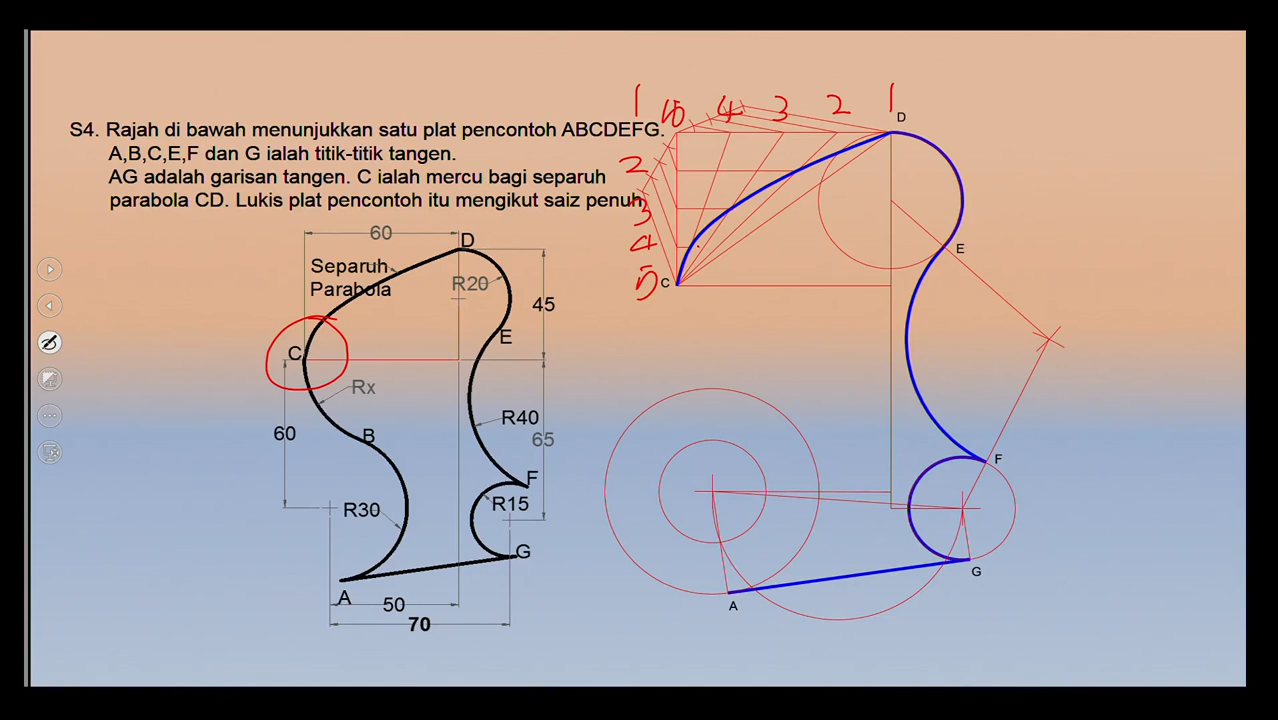 S4. Rajah di bawah menunjukkan satu plat pencontoh ABCDEFG.
A,B,C,E,F dan G ialah titik-titik tangen.
AG adalah garisan tangen. C ialah mercu bagi separuh
parabola CD. Lukis plat pencontoh itu mengikut saiz penuh
60
D
Separuh
Parabola
R20
45
E
C
Rx
60
B
R40
65
F
R30
R15
G
A
50
70
1
4
3
2
1
D
2
3
4
5
C
E
F
G
A